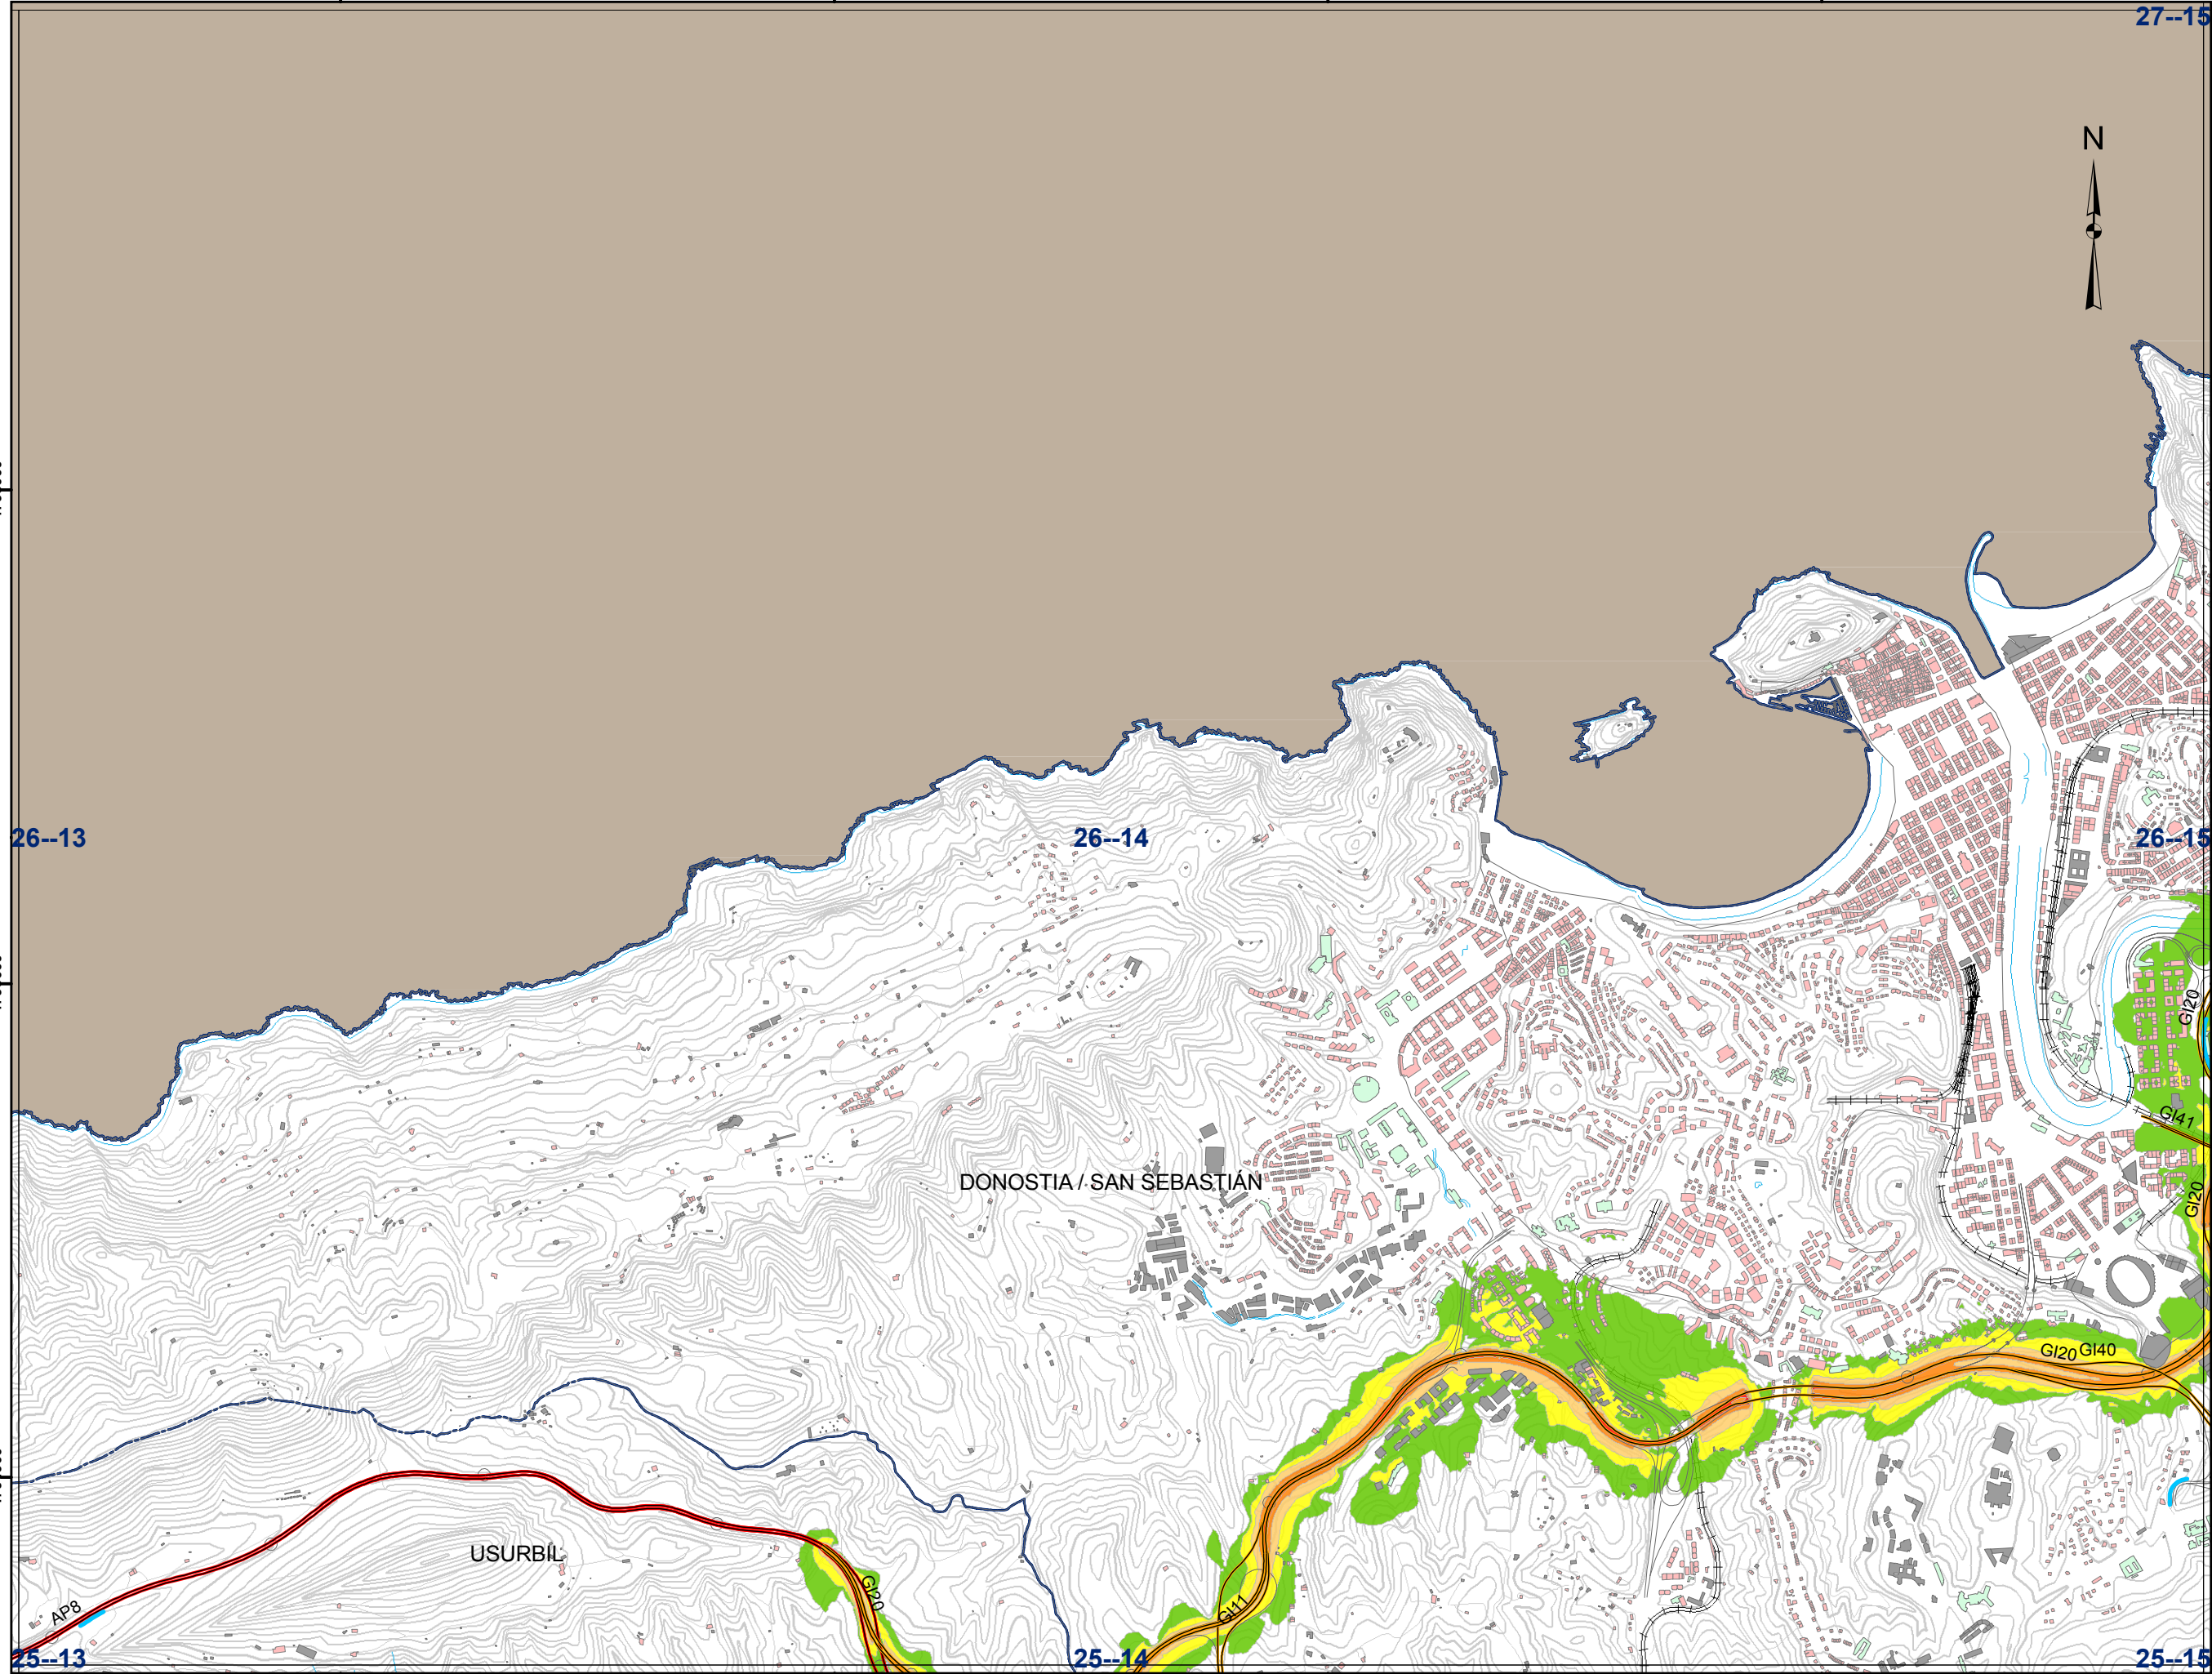 27--15
N
26--13
26--14
26--15
GI20
GI41
DONOSTIA / SAN SEBASTIÁN
GI20
GI20
GI40
USURBIL
GI20
AP8
GI11
25--13
25--14
25--15